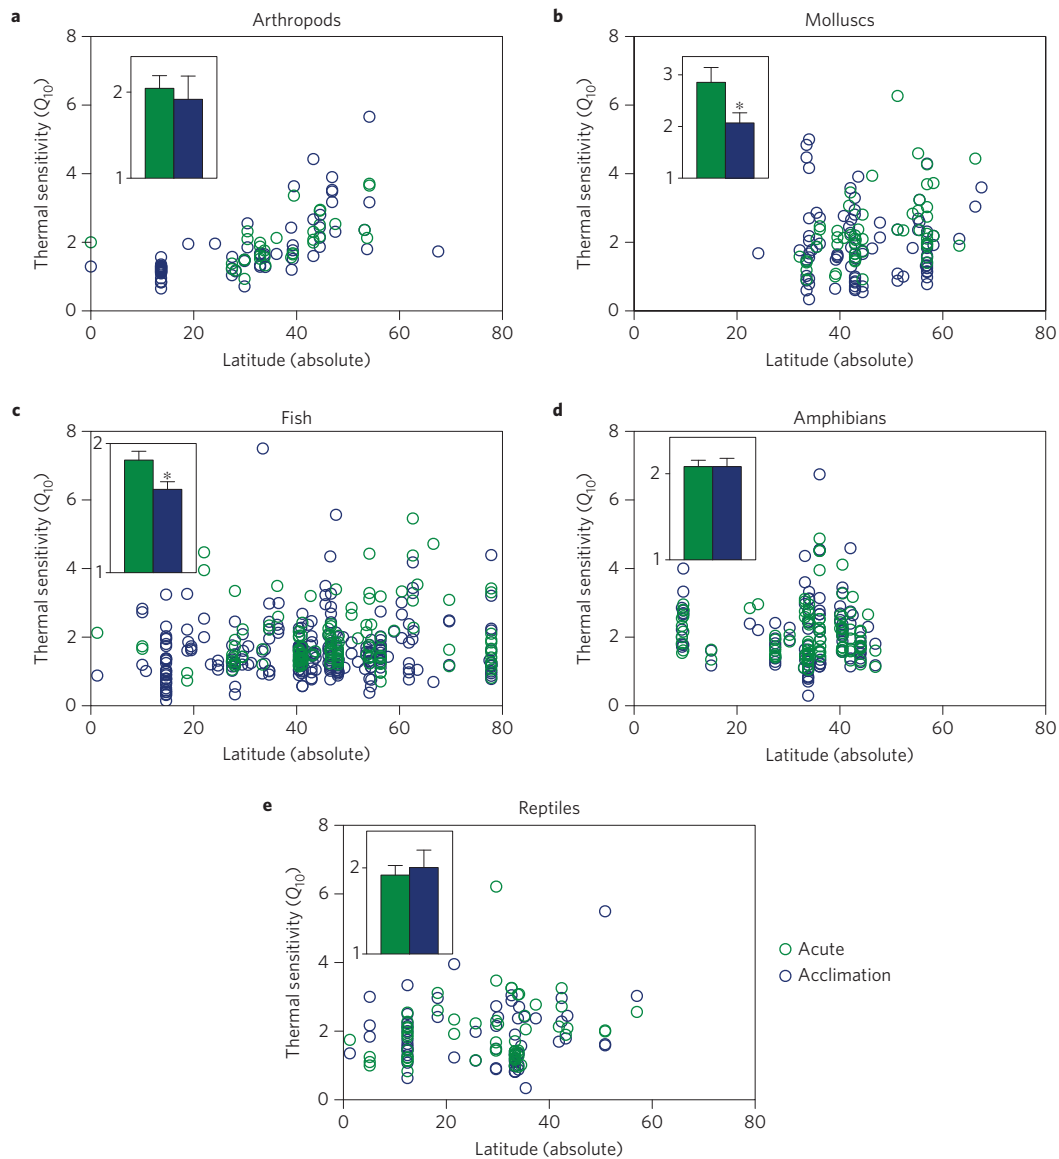 a
Arthropods
Thermal sensitivity (Q10)
8
6
4
2
0
0 20 40 60 80
Latitude (absolute)
2
1
b
Molluscs
Thermal sensitivity (Q10)
8
6
4
2
0
0 20 40 60 80
Latitude (absolute)
3
2
1
*
c
Fish
Thermal sensitivity (Q10)
8
6
4
2
0
0 20 40 60 80
Latitude (absolute)
2
1
*
d
Amphibians
Thermal sensitivity (Q10)
8
6
4
2
0
0 20 40 60 80
Latitude (absolute)
2
1
e
Reptiles
Thermal sensitivity (Q10)
8
6
4
2
0
0 20 40 60 80
Latitude (absolute)
2
1
Acute
Acclimation